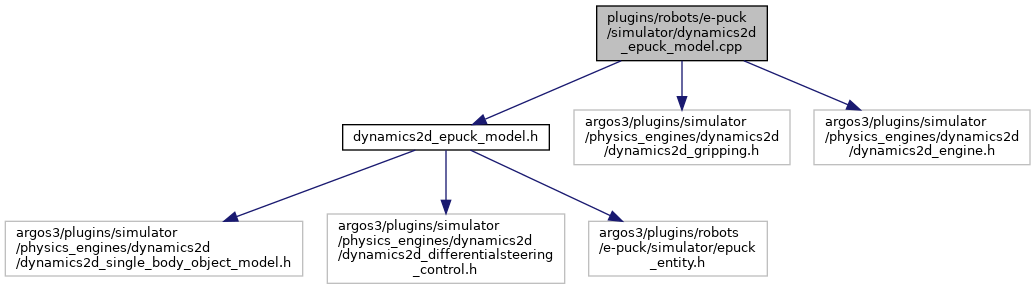 plugins/robots/e-puck
/simulator/dynamics2d
_epuck_model.cpp
dynamics2d_epuck_model.h
argos3/plugins/simulator
/physics_engines/dynamics2d
/dynamics2d_gripping.h
argos3/plugins/simulator
/physics_engines/dynamics2d
/dynamics2d_engine.h
argos3/plugins/simulator
/physics_engines/dynamics2d
/dynamics2d_single_body_object_model.h
argos3/plugins/simulator
/physics_engines/dynamics2d
/dynamics2d_differentialsteering
_control.h
argos3/plugins/robots
/e-puck/simulator/epuck
_entity.h